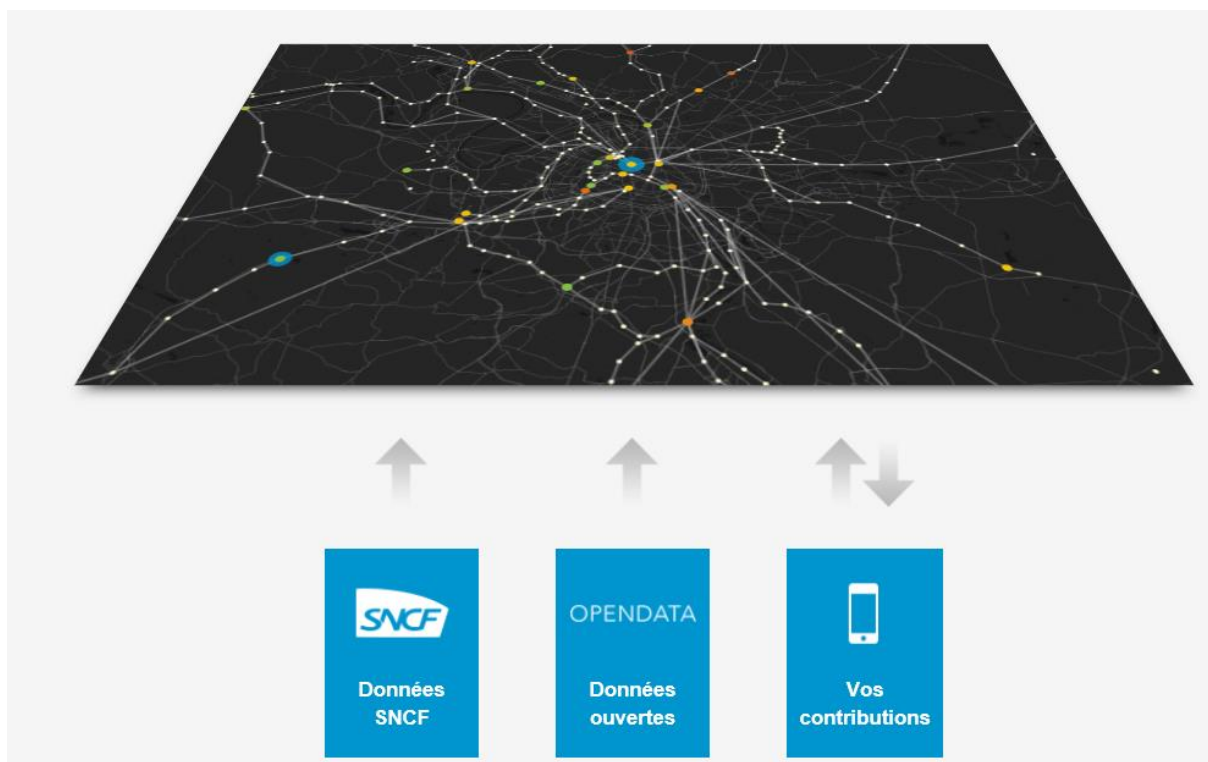 SNCF
OPENDATA
Données
SNCF
Données
ouvertes
Vos
contributions